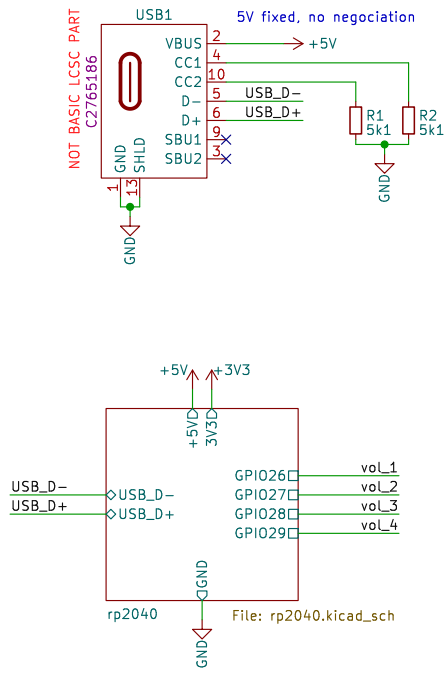 USB1
5V fixed, no negociation
NOT BASIC LCSC PART
C2765186
VBUS
2
+5V
CC1
4
CC2
10
D-
5
USB_D-
D+
6
USB_D+
SBU1
9
SBU2
3
GND
SHLD
1
13
GND
R1
5k1
R2
5k1
GND
+5V
+3V3
+5V
3V3
GPIO26
vol_1
GPIO27
vol_2
GPIO28
vol_3
GPIO29
vol_4
USB_D-
USB_D-
USB_D+
USB_D+
GND
rp2040
File: rp2040.kicad_sch
GND